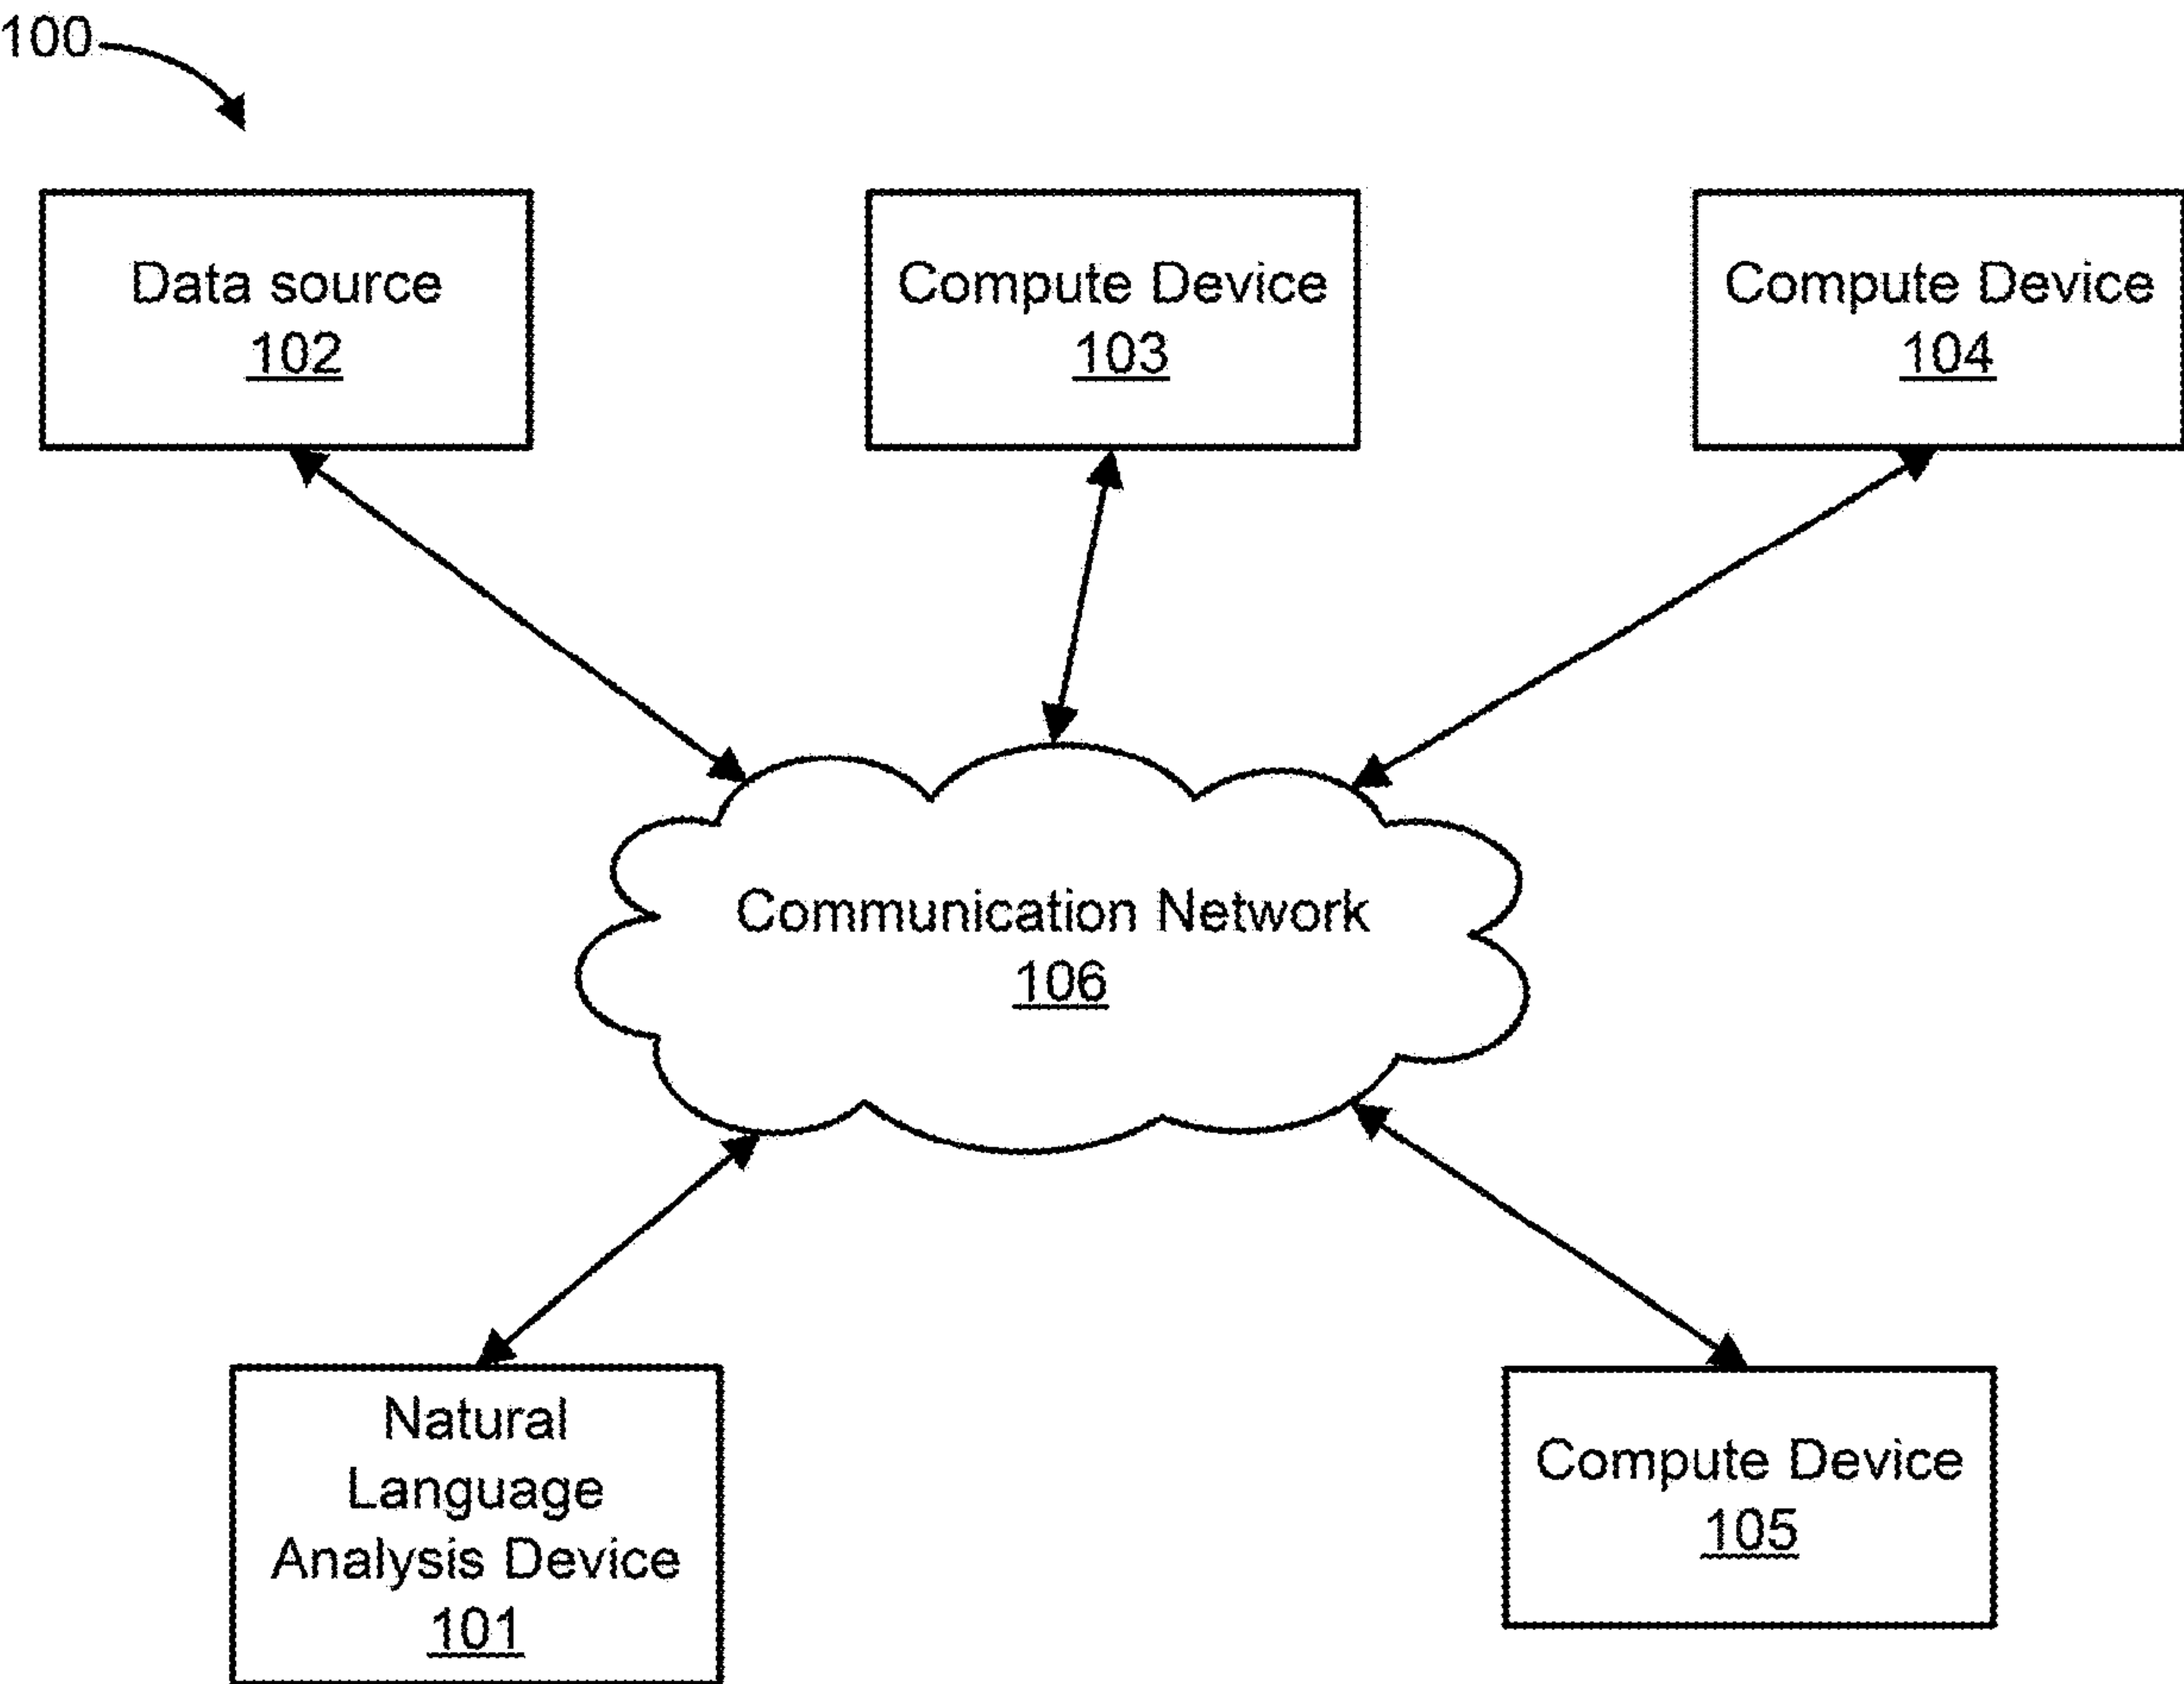 100
Data source
102
Compute Device
103
Compute Device
104
Communication Network
106
Natural
Language
Analysis Device
101
Compute Device
105